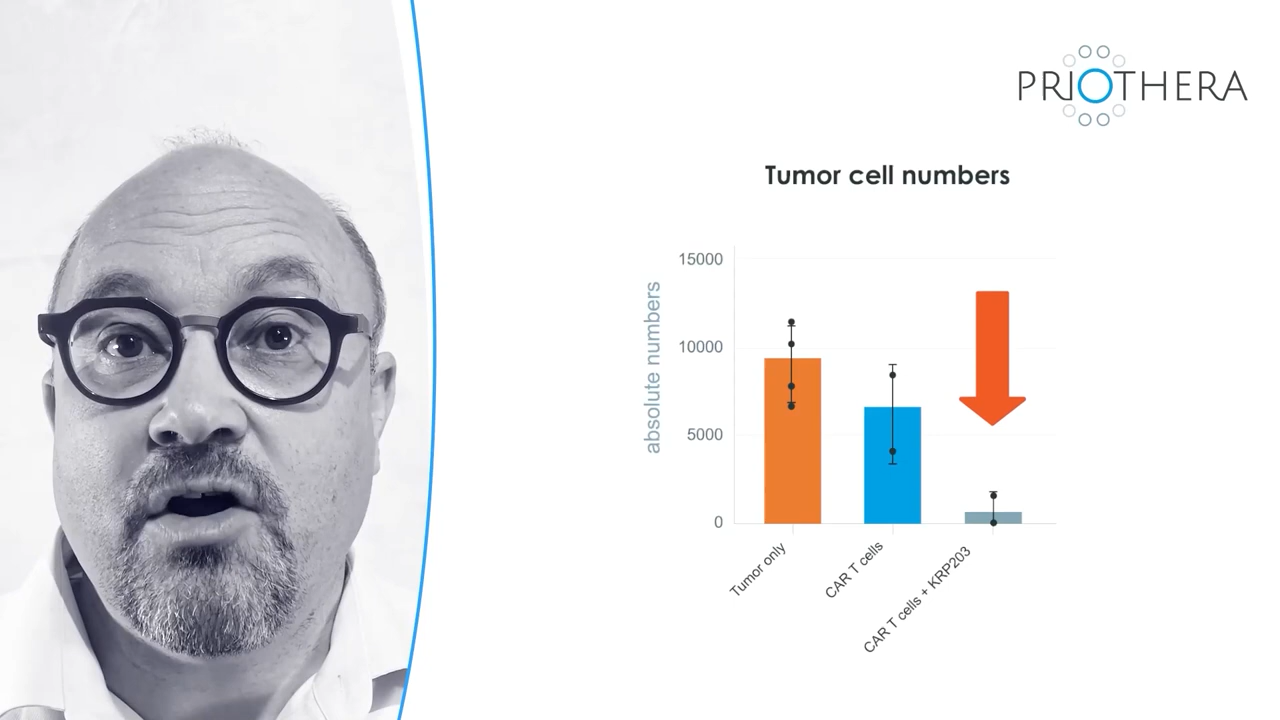 PRIOTHERA
Tumor cell numbers
absolute numbers
15000
10000
5000
0
Tumor only
CAR T cells
CAR T cells + KRP203